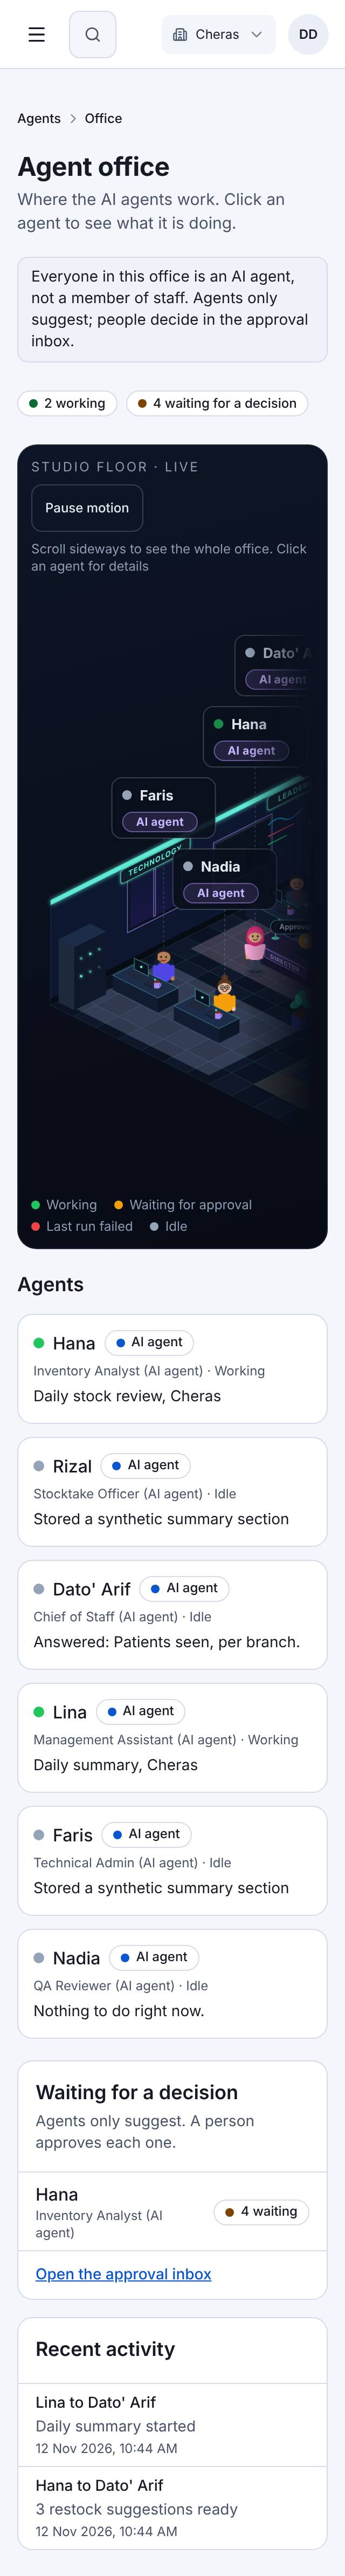 Cheras
DD
Agents > Office
Agent office
Where the AI agents work. Click an
agent to see what it is doing.
Everyone in this office is an AI agent,
not a member of staff. Agents only
suggest; people decide in the approval
inbox.
2 working
4 waiting for a decision
STUDIO FLOOR · LIVE
Pause motion
Scroll sideways to see the whole office. Click
an agent for details
Dato' A
AI agent
Hana
AI agent
Faris
AI agent
LEADER
TECHNOLOGY
Nadia
AI agent
Approval
DIRECTOR
Working
Waiting for approval
Last run failed
Idle
Agents
Hana
AI agent
Inventory Analyst (AI agent) · Working
Daily stock review, Cheras
Rizal
AI agent
Stocktake Officer (AI agent) · Idle
Stored a synthetic summary section
Dato' Arif
AI agent
Chief of Staff (AI agent) · Idle
Answered: Patients seen, per branch.
Lina
AI agent
Management Assistant (AI agent) · Working
Daily summary, Cheras
Faris
AI agent
Technical Admin (AI agent) · Idle
Stored a synthetic summary section
Nadia
AI agent
QA Reviewer (AI agent) · Idle
Nothing to do right now.
Waiting for a decision
Agents only suggest. A person
approves each one.
Hana
Inventory Analyst (AI
agent)
4 waiting
Open the approval inbox
Recent activity
Lina to Dato' Arif
Daily summary started
12 Nov 2026, 10:44 AM
Hana to Dato' Arif
3 restock suggestions ready
12 Nov 2026, 10:44 AM